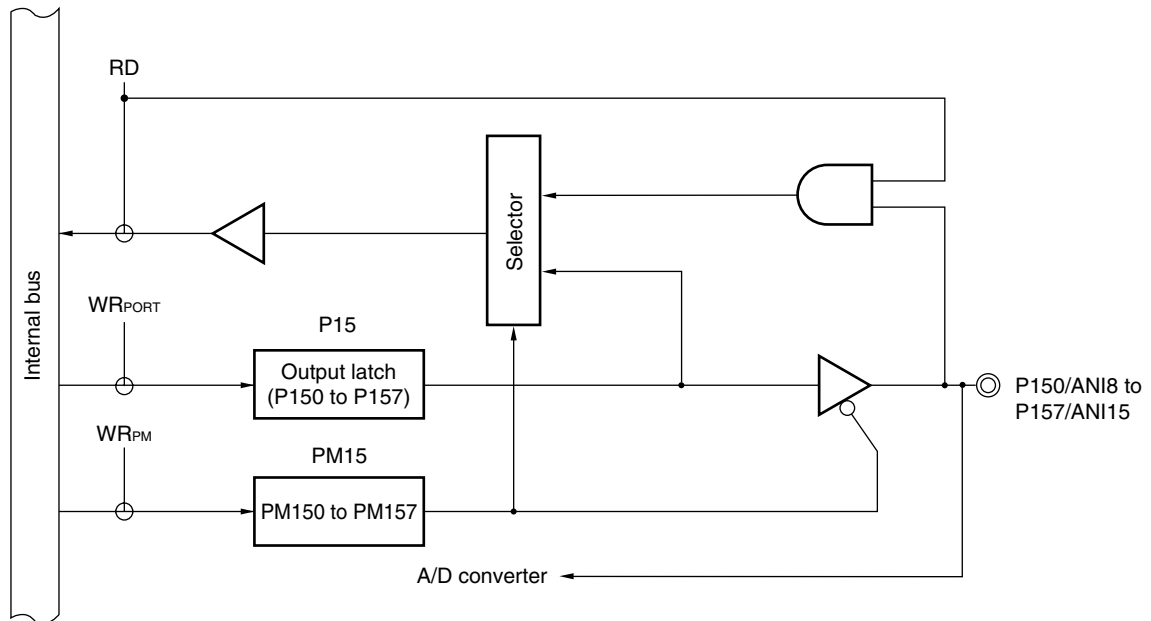 RD
Selector
Internal bus
WRPORT
P15
Output latch
(P150 to P157)
P150/ANI8 to
P157/ANI15
WRPM
PM15
PM150 to PM157
A/D converter